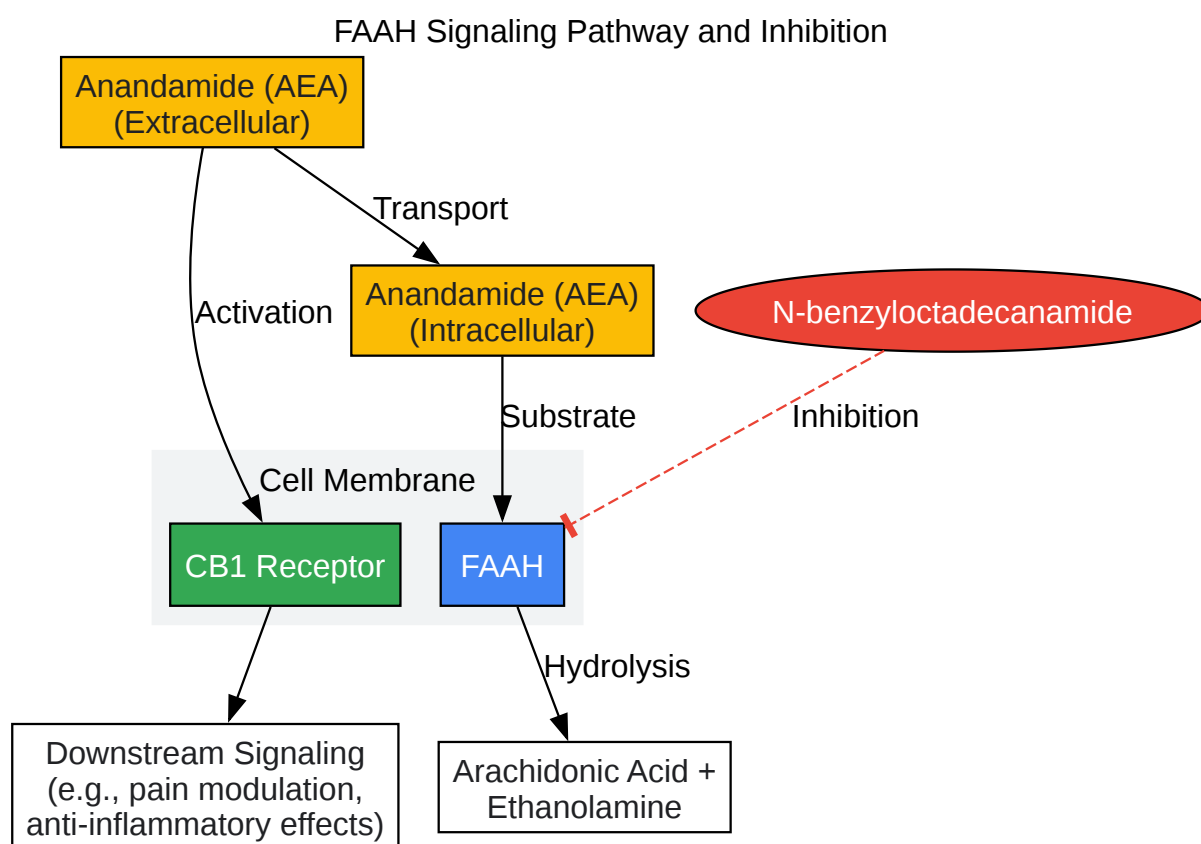 FAAH Signaling Pathway and Inhibition
Anandamide (AEA)
(Extracellular)
Transport
Anandamide (AEA)
(Intracellular)
N-benzyloctadecanamide
Activation
Substrate
Inhibition
Cell Membrane
CB1 Receptor
FAAH
Hydrolysis
Downstream Signaling
(e.g., pain modulation,
anti-inflammatory effects)
Arachidonic Acid +
Ethanolamine